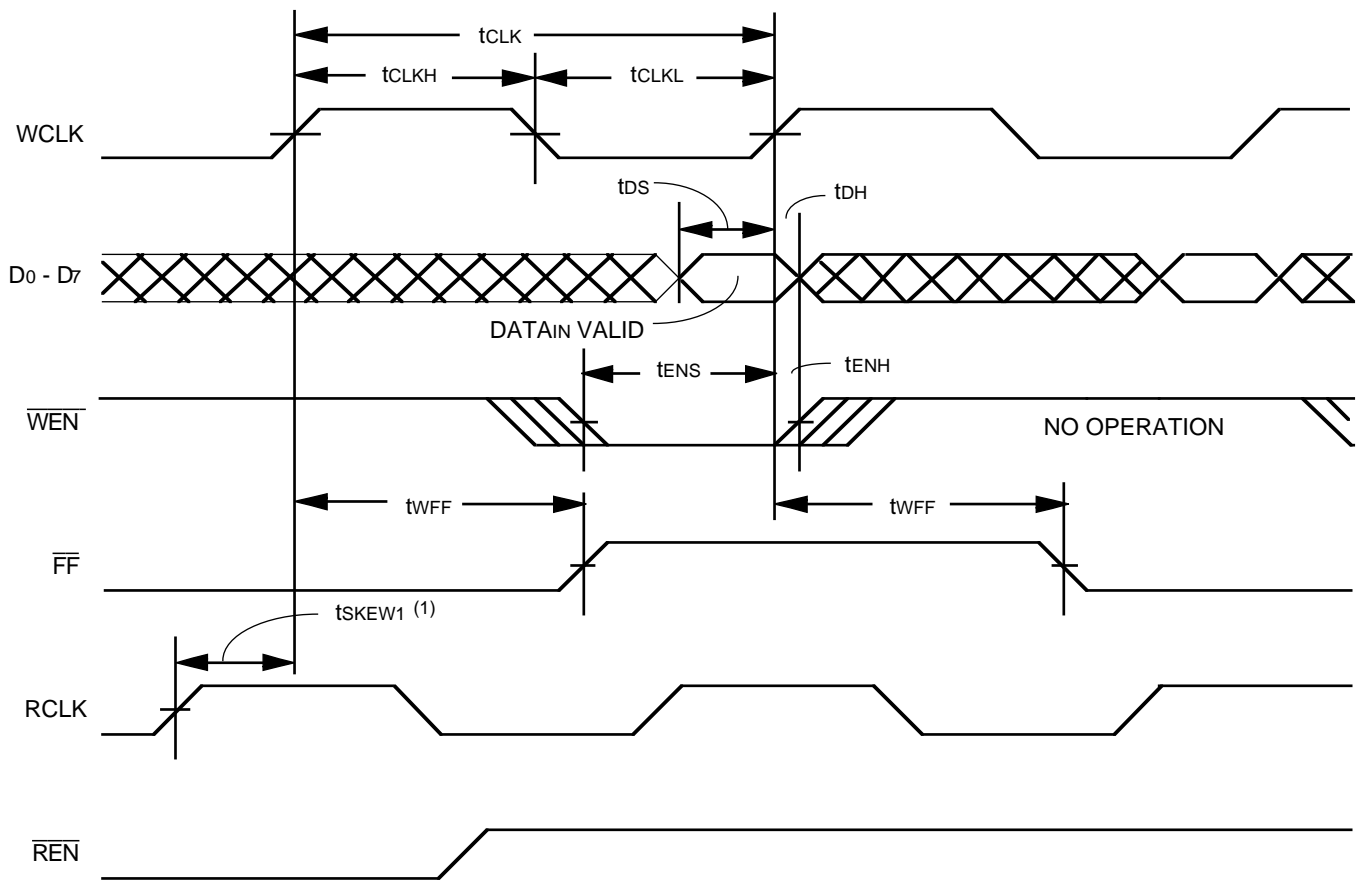 tCLK
tCLKH
tCLKL
WCLK
tDS
tDH
D0 - D7
DATAIN VALID
tENS
tENH
WEN
NO OPERATION
tWFF
tWFF
FF
tSKEW1 (1)
RCLK
REN